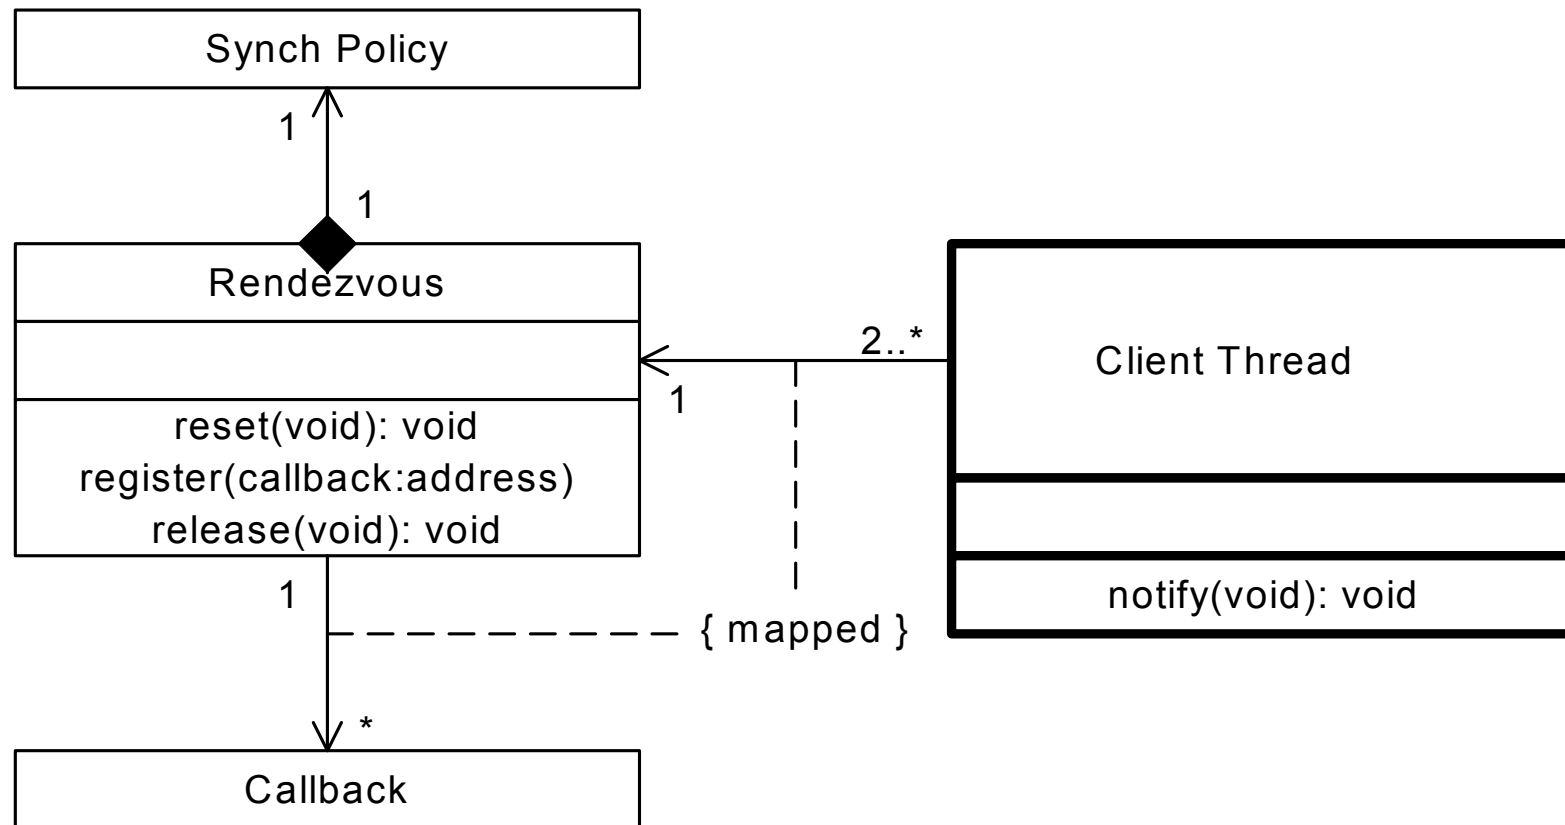 Synch Policy
1
1
Rendezvous
reset(void): void
register(callback:address)
release(void): void
2..*
1
Client Thread
notify(void): void
1
{ mapped }
*
Callback